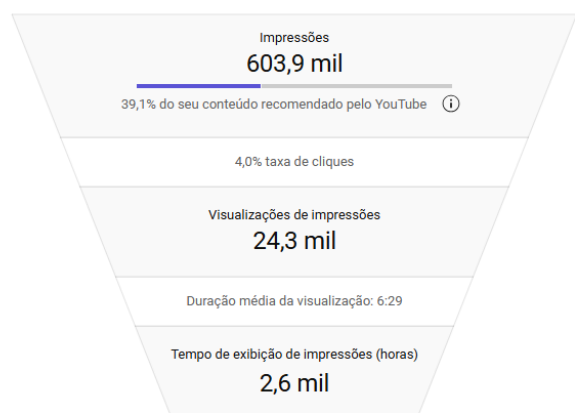 Impressões
603,9 mil
39,1% do seu conteúdo recomendado pelo YouTube
4,0% taxa de cliques
Visualizações de impressões
24,3 mil
Duração média da visualização: 6:29
Tempo de exibição de impressões (horas)
2,6 mil